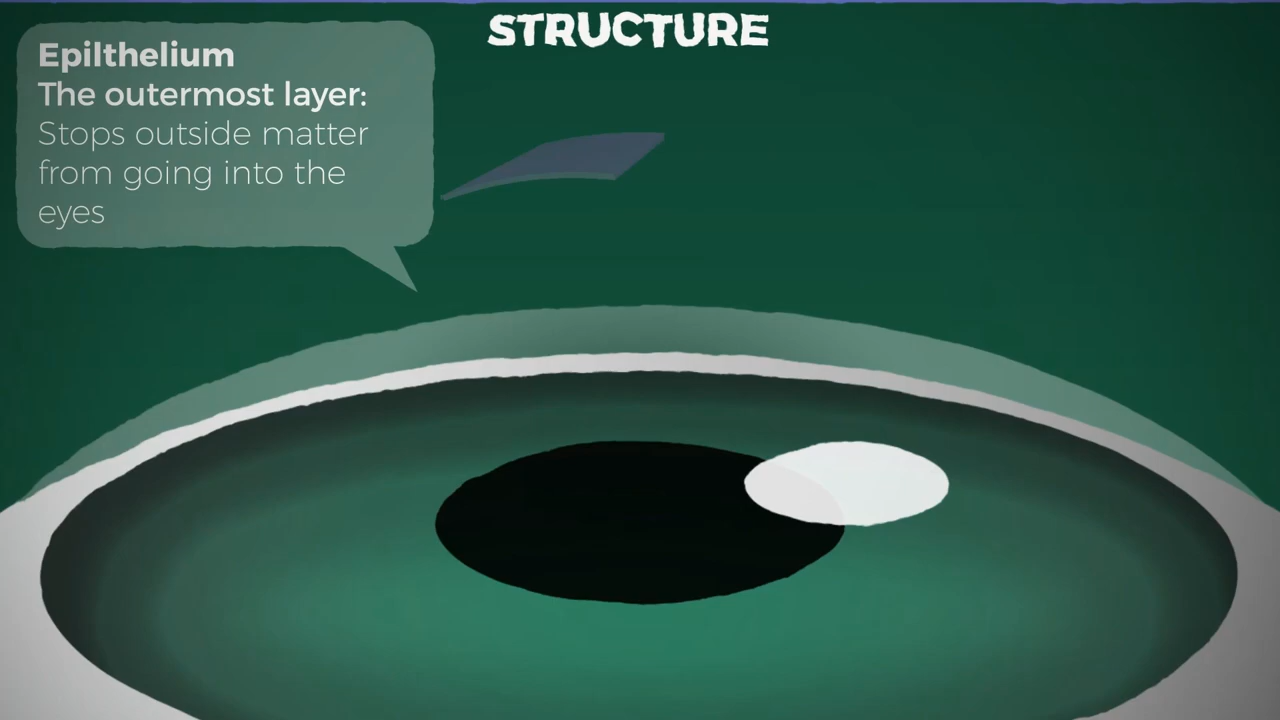 STRUCTURE
Epilthelium
The outermost layer:
Stops outside matter
from going into the
eyes